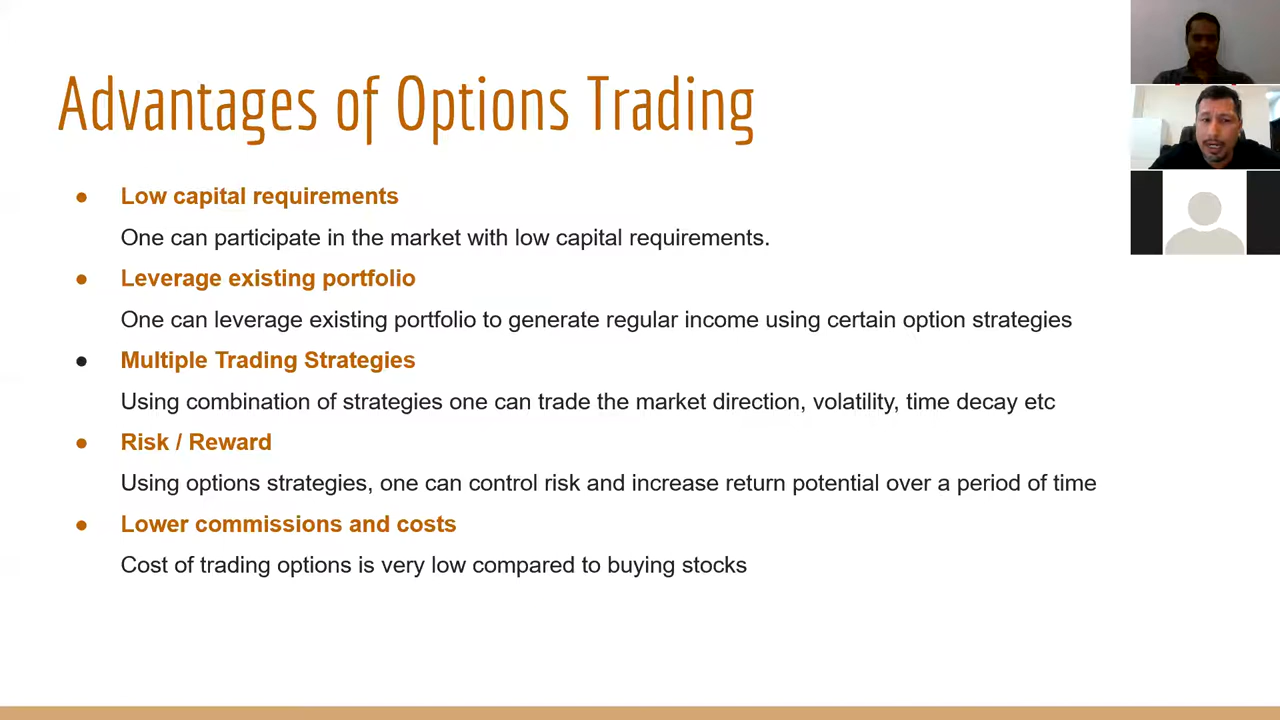 Advantages of Options Trading
● Low capital requirements
One can participate in the market with low capital requirements.
● Leverage existing portfolio
One can leverage existing portfolio to generate regular income using certain option strategies
● Multiple Trading Strategies
Using combination of strategies one can trade the market direction, volatility, time decay etc
● Risk / Reward
Using options strategies, one can control risk and increase return potential over a period of time
● Lower commissions and costs
Cost of trading options is very low compared to buying stocks